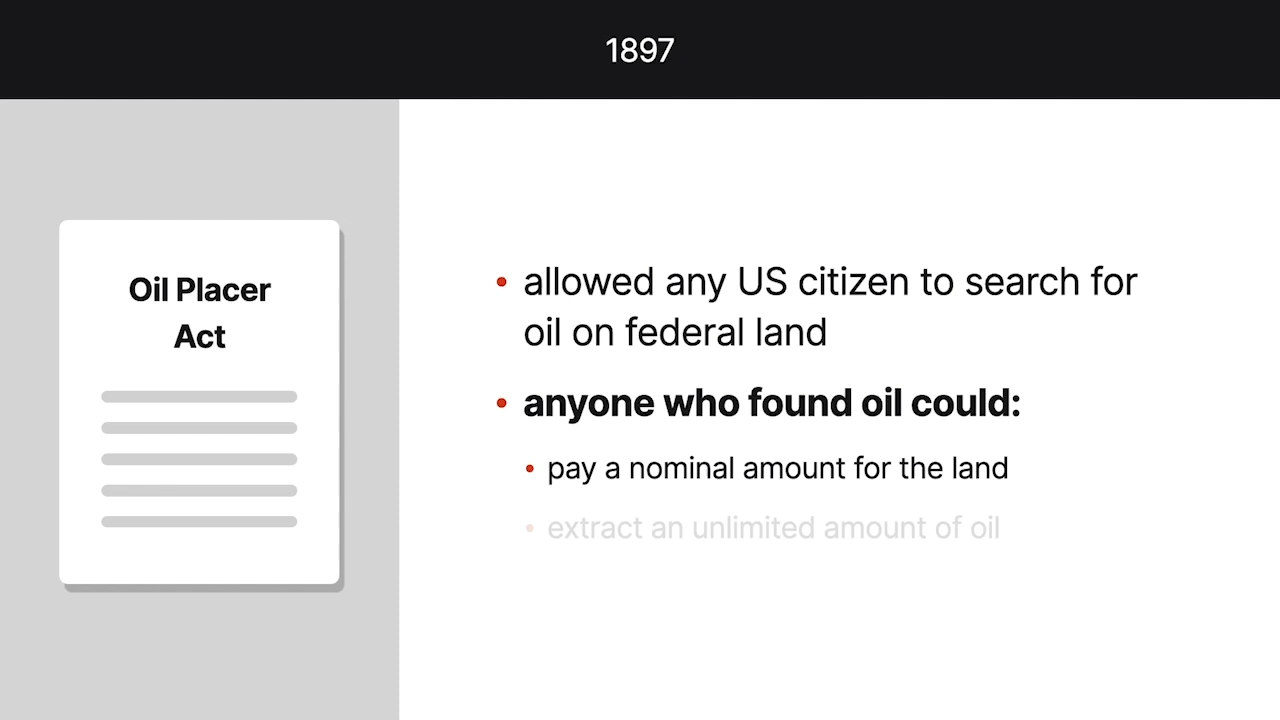 1897
Oil Placer
Act
• allowed any US citizen to search for
oil on federal land
• anyone who found oil could:
• pay a nominal amount for the land
• extract an unlimited amount of oil